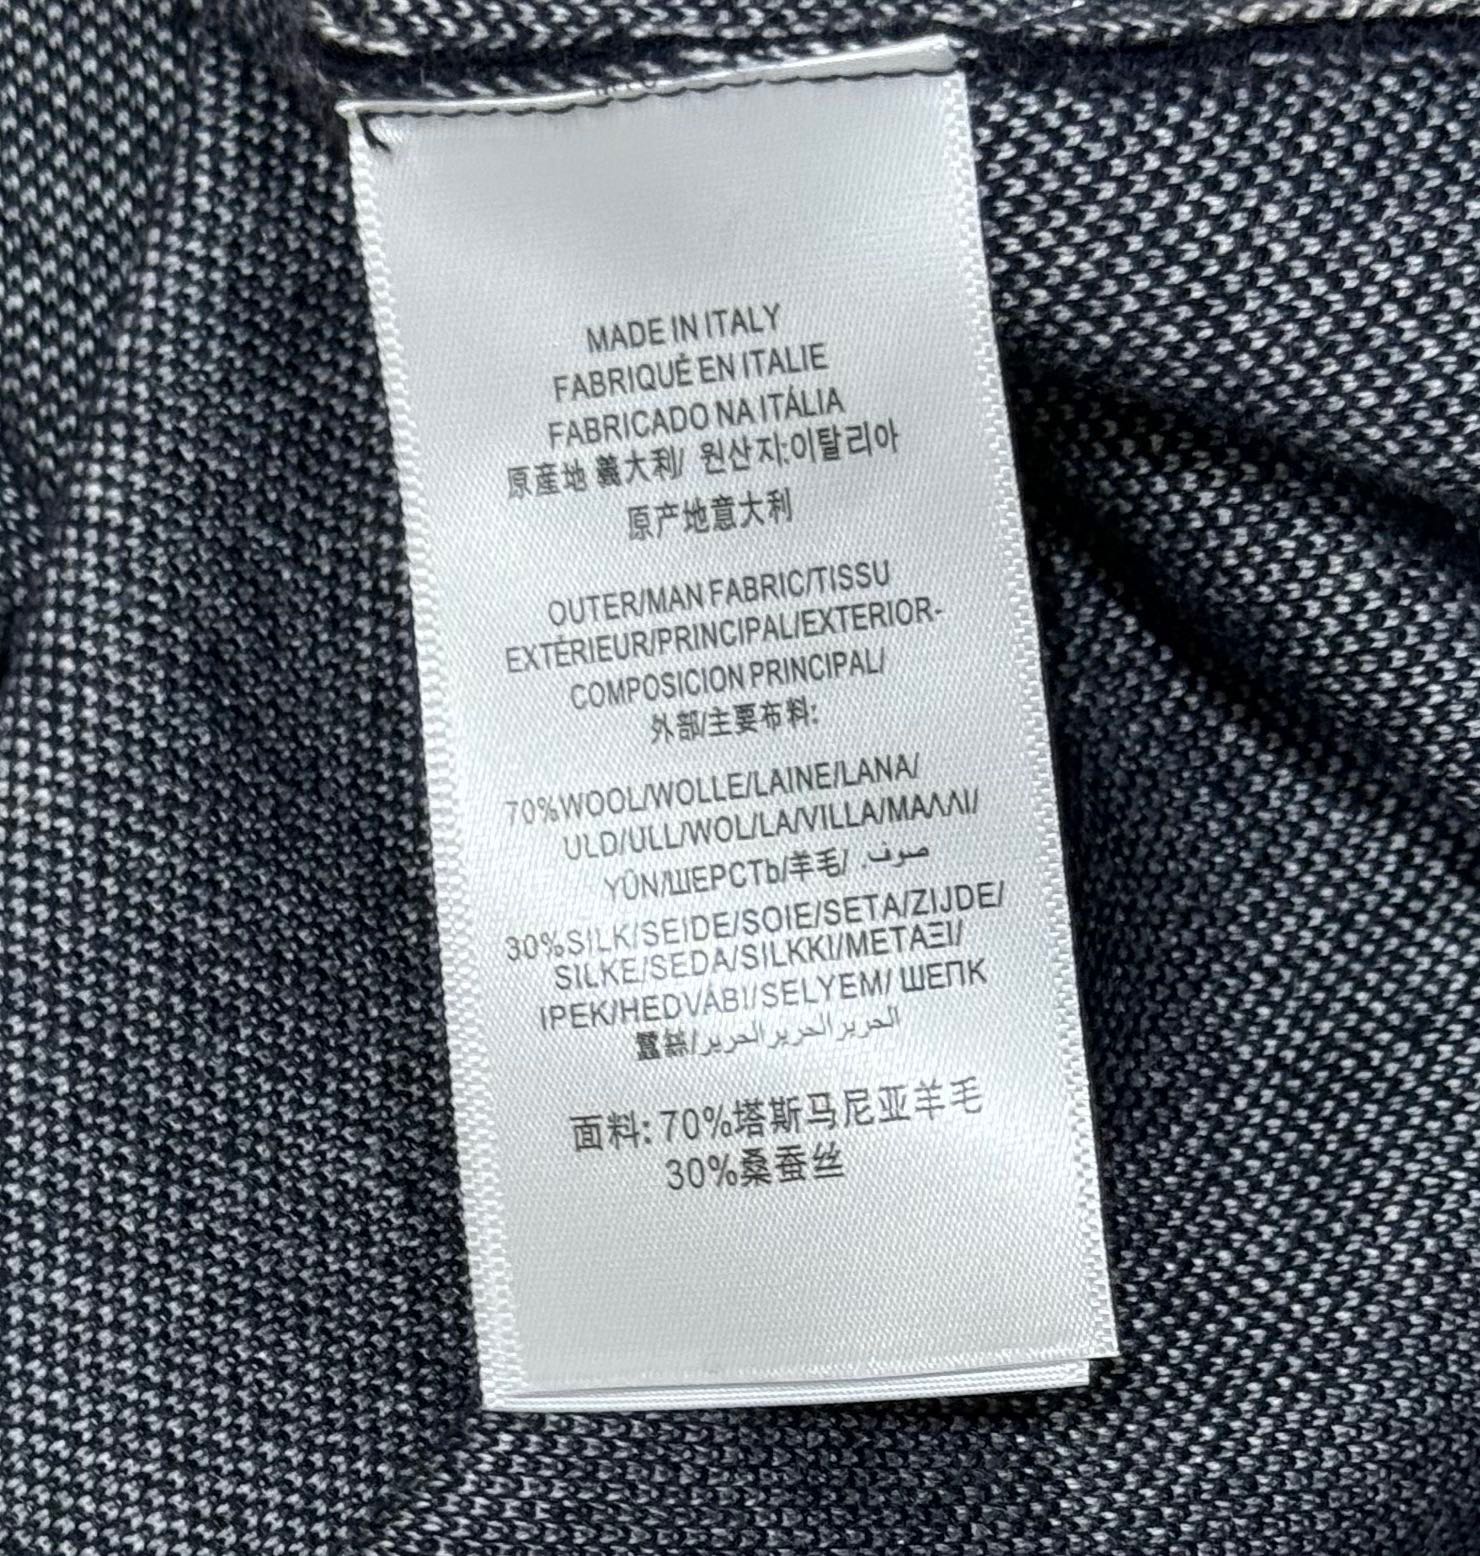 MADE IN ITALY
FABRIQUÉ EN ITALIE
FABRICADO NA ITÁLIA
原産地 義大利/ 원산지:이탈리아
原产地意大利
OUTER/MAN FABRIC/TISSU
EXTÉRIEUR/PRINCIPAL/EXTERIOR-
COMPOSICION PRINCIPAL/
外部/主要布料:
70%WOOL/WOLLE/LAINE/LANA/
ULD/ULL/WOL/LA/VILLA/ΜΑΛΛΙ/
YÜN/ШЕРСТЬ/羊毛/ صوف.
30%SILK/SEIDE/SOIE/SETA/ZIJDE/
SILKE/SEDA/SILKKI/ΜΕΤΑΞΙ/
IPEK/HEDVÁBI/SELYEM/ ШЕПК
蠶絲/الحرير الحرير الحرير
面料: 70%塔斯马尼亚羊毛
30%桑蚕丝